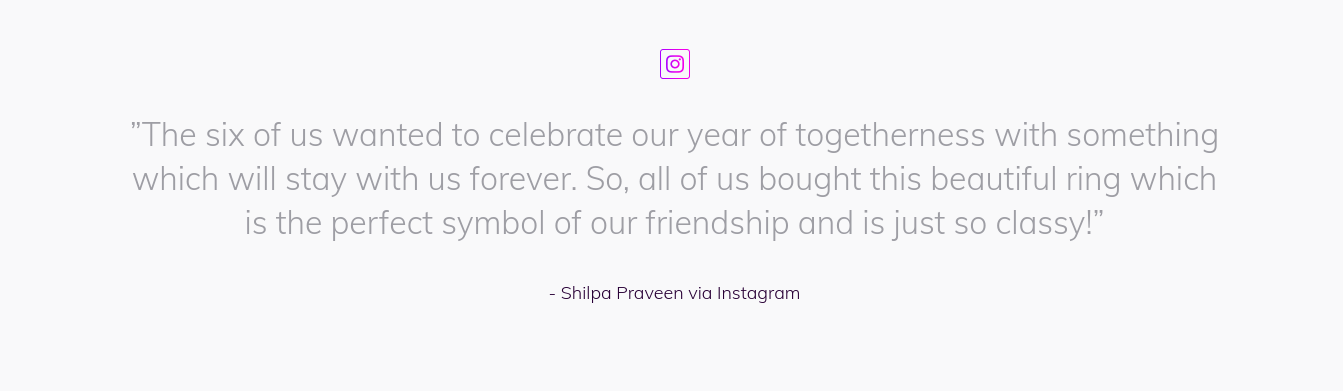 ”The six of us wanted to celebrate our year of togetherness with something
which will stay with us forever. So, all of us bought this beautiful ring which
is the perfect symbol of our friendship and is just so classy!”
- Shilpa Praveen via Instagram